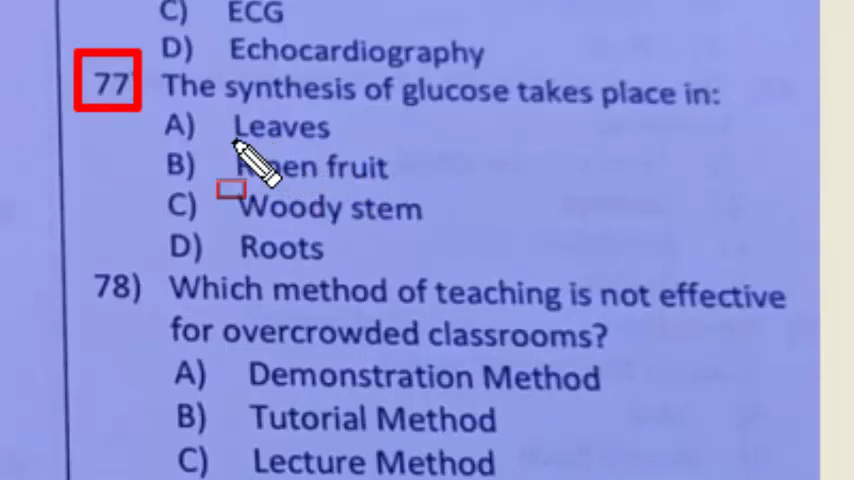 C) ECG
D) Echocardiography
77) The synthesis of glucose takes place in:
A) Leaves
B) fruit
C) Woody stem
D) Roots
78) Which method of teaching is not effective
for overcrowded classrooms?
A) Demonstration Method
B) Tutorial Method
C) Lecture Method